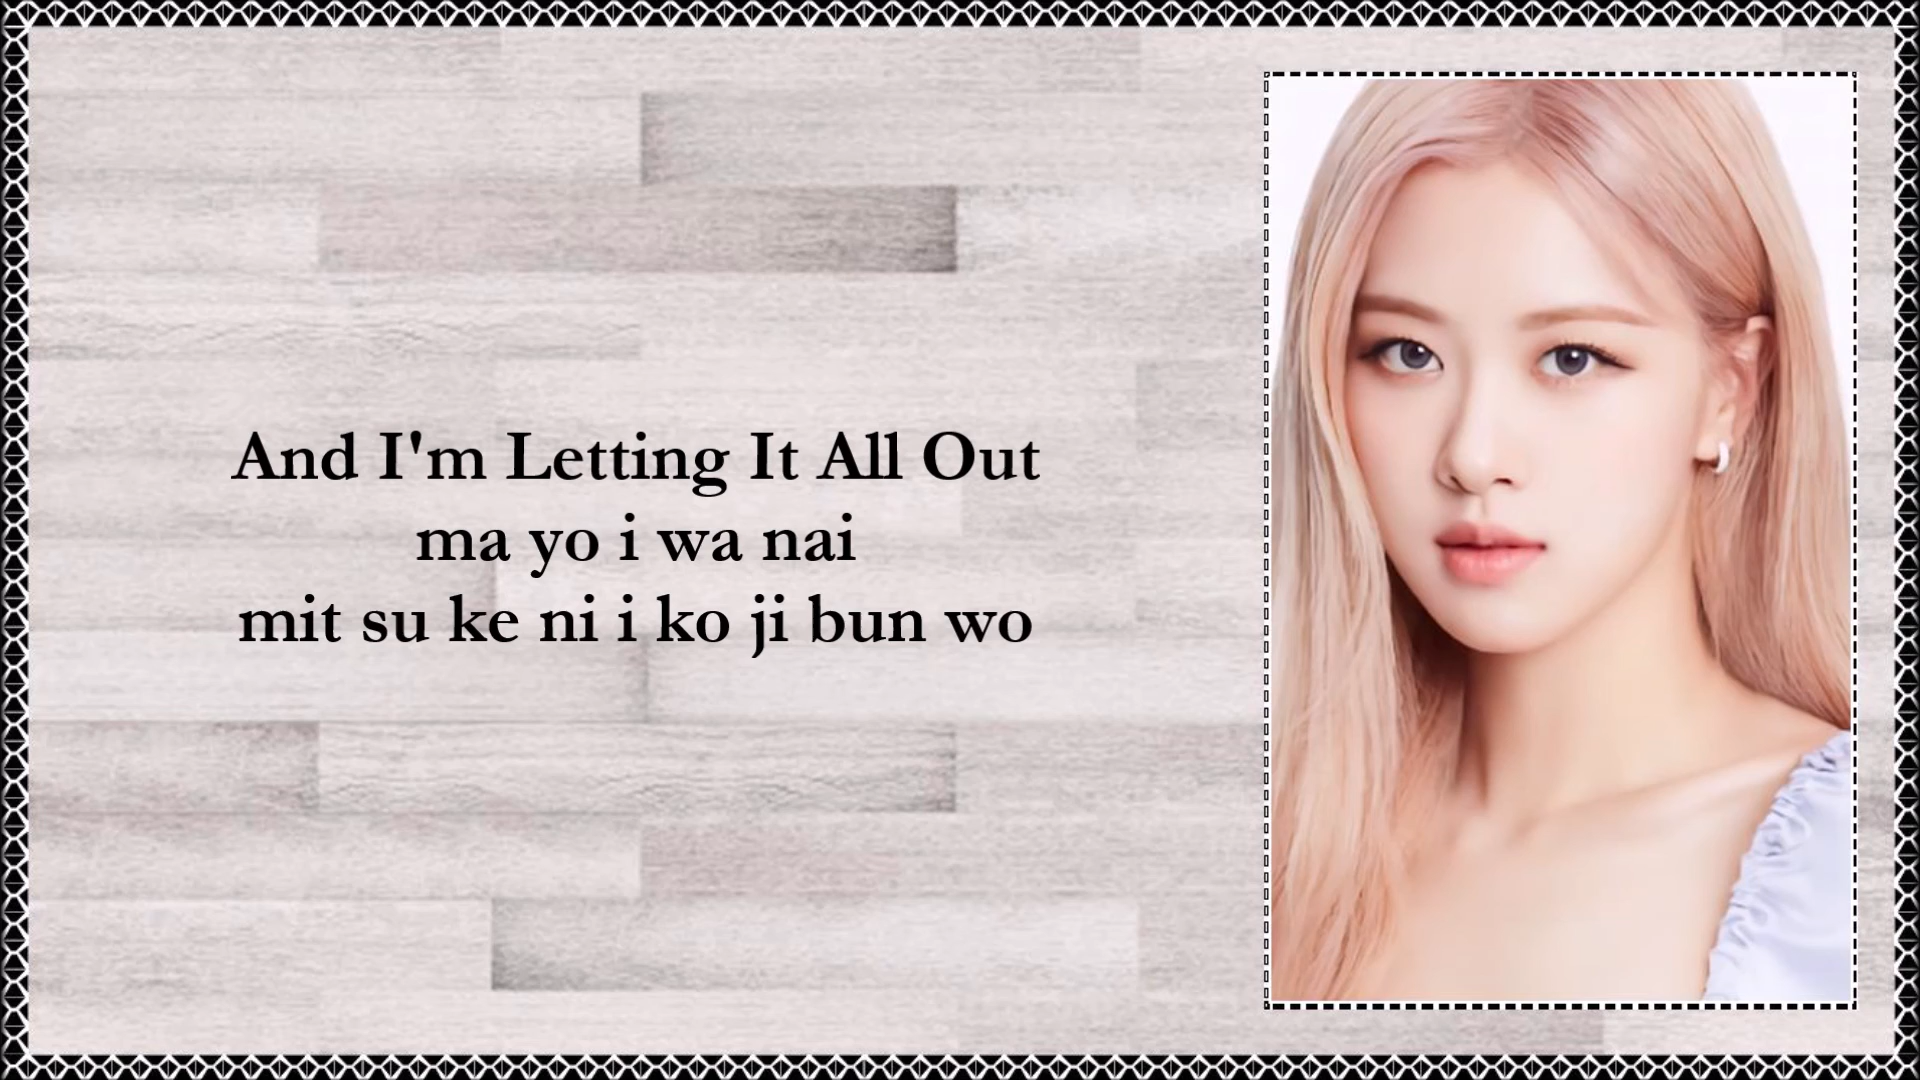 And I'm Letting It All Out
ma yo i wa nai
mit su ke ni i ko ji bun wo